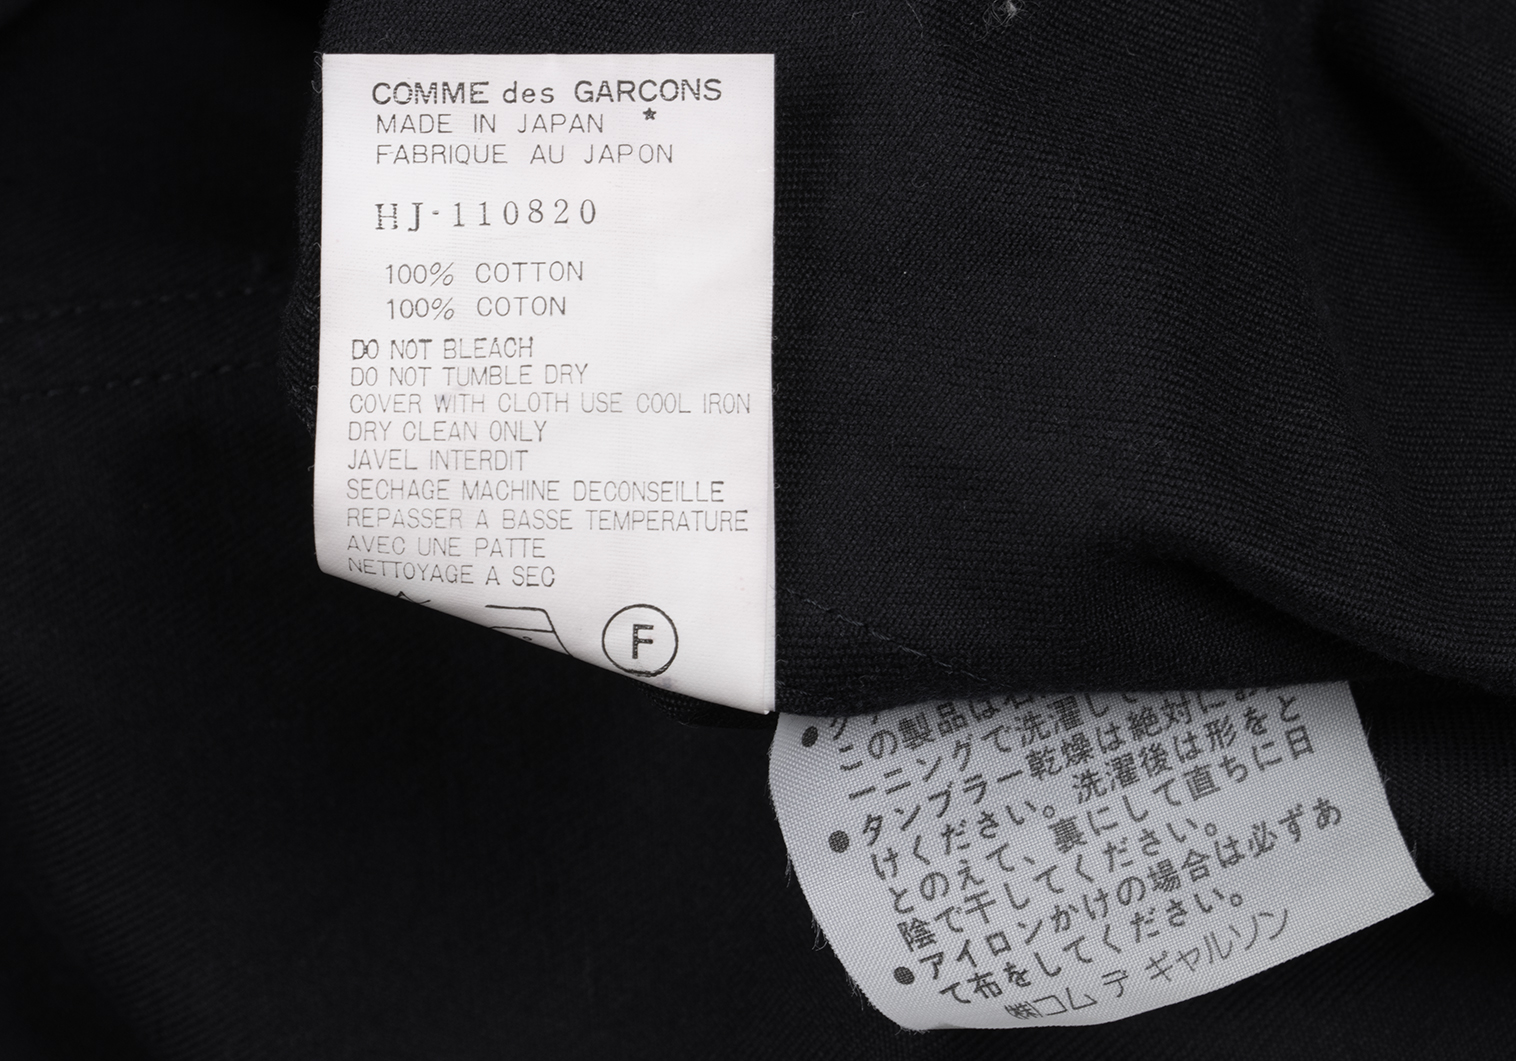 COMME des GARCONS
MADE IN JAPAN *
FABRIQUE AU JAPON
HJ-110820
100% COTTON
100% COTON
DO NOT BLEACH
DO NOT TUMBLE DRY
COVER WITH CLOTH USE COOL IRON
DRY CLEAN ONLY
JAVEL INTERDIT
SECHAGE MACHINE DECONSEILLE
REPASSER A BASSE TEMPERATURE
AVEC UNE PATTE
NETTOYAGE A SEC
F
この製品は
ーニングで洗濯し
●タンブラー乾燥は絶対に
けください。洗濯後は形をと
とのえて、裏にして直ちに日
陰で干してください。
●アイロンかけの場合は必ずあ
て布をしてください。
㈱コム デ ギャルソン